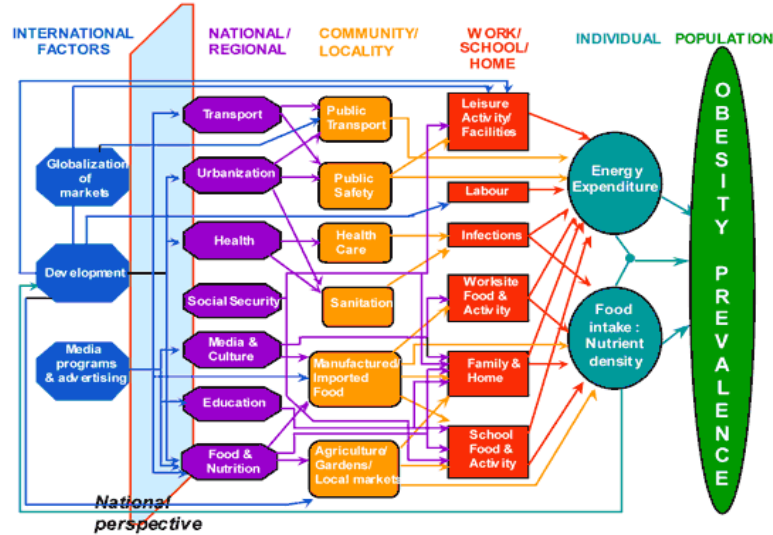 INTERNATIONAL
FACTORS
NATIONAL/
REGIONAL
COMMUNITY/
LOCALITY
WORK/
SCHOOL/
HOME
INDIVIDUAL
POPULATION
Globalization
of
markets
Development
Media
programs
& advertising
Transport
Urbanization
Health
Social Security
Media &
Culture
Education
Food &
Nutrition
National
perspective
Public
Transport
Public
Safety
Health
Care
Sanitation
Manufactured/
Imported
Food
Agriculture/
Gardens/
Local markets
Leisure
Activity/
Facilities
Labour
Infections
Worksite
Food &
Activity
Family &
Home
School
Food &
Activity
Energy
Expenditure
Food
intake :
Nutrient
density
OBESITY PREVALENCE